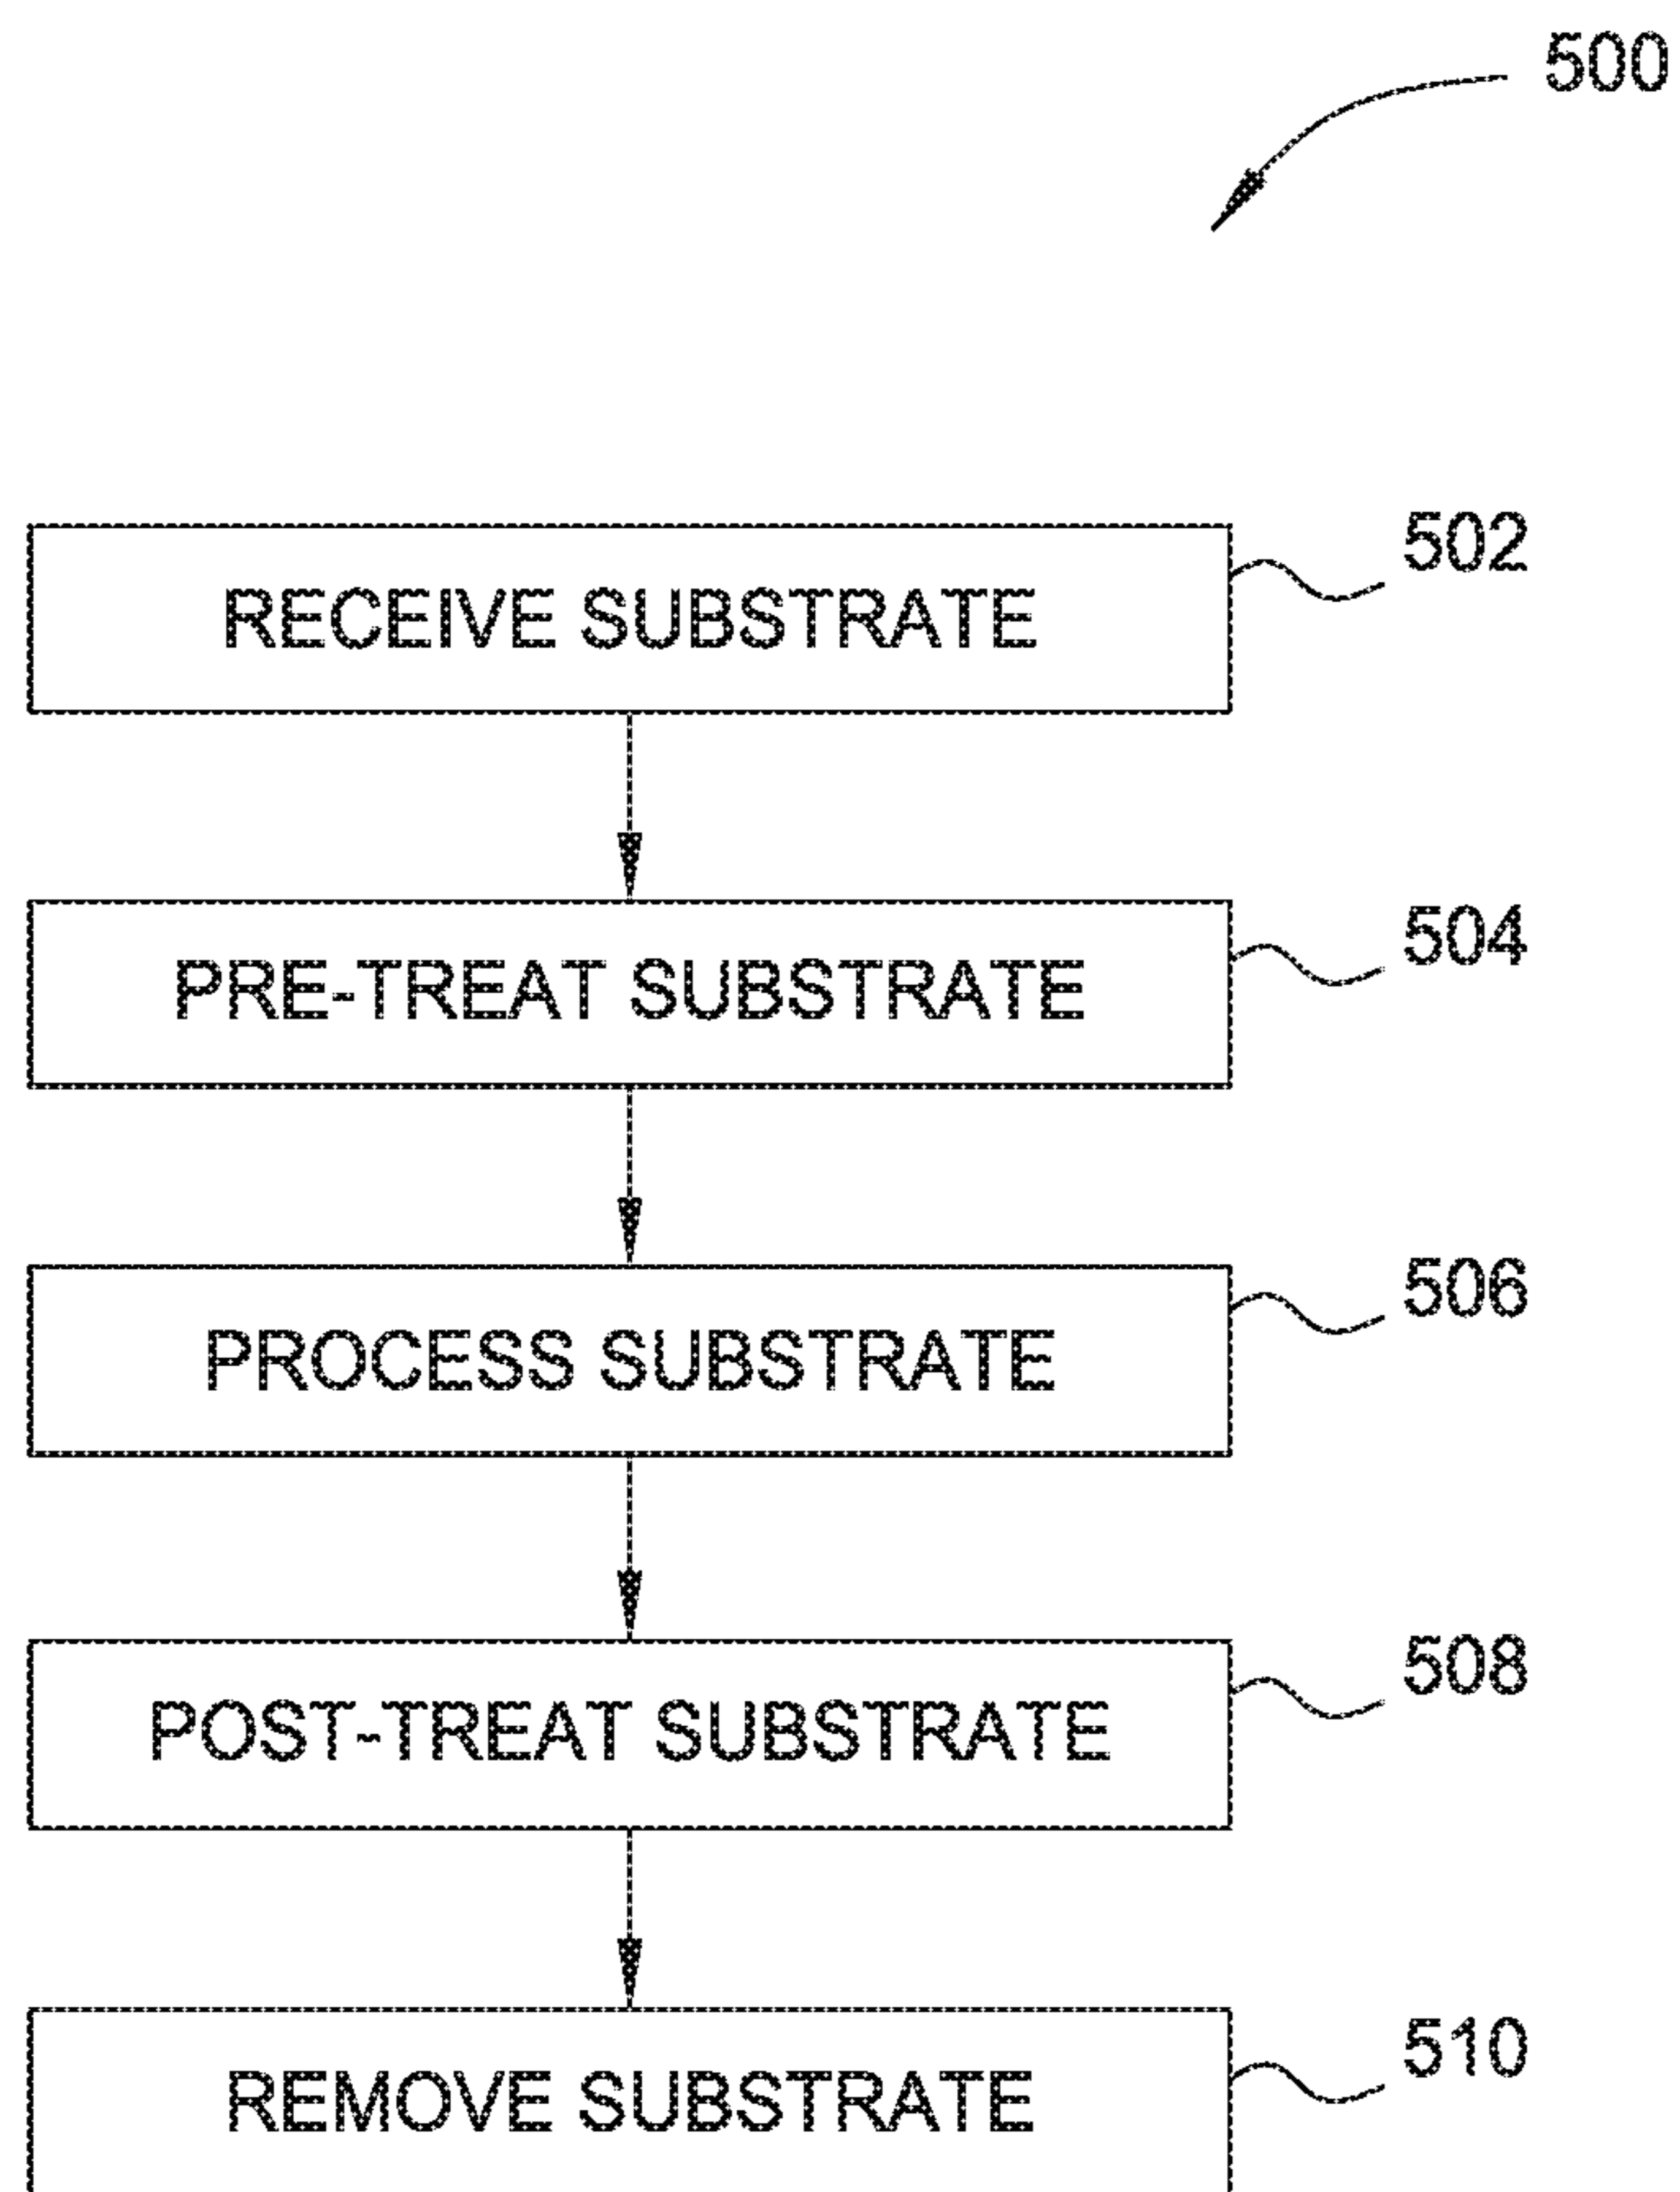 500
RECEIVE SUBSTRATE 502
PRE-TREAT SUBSTRATE 504
PROCESS SUBSTRATE 506
POST-TREAT SUBSTRATE 508
REMOVE SUBSTRATE 510